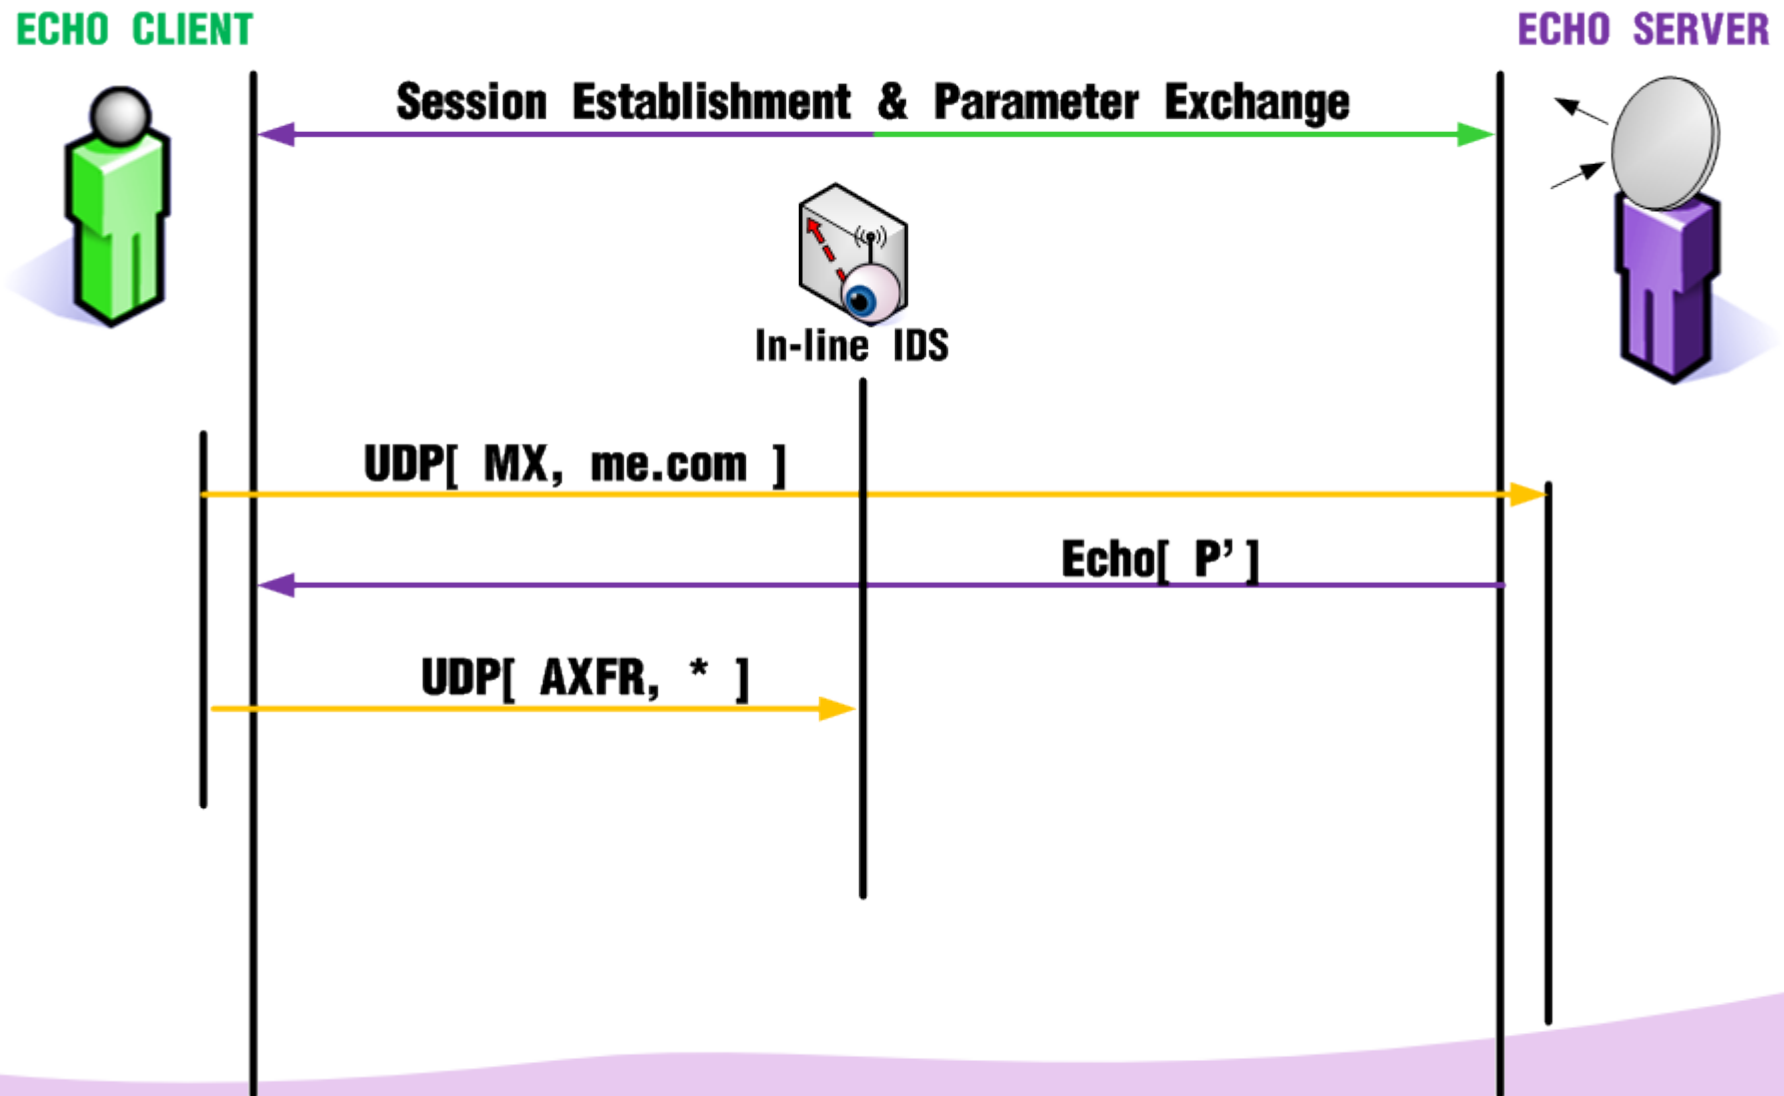 ECHO CLIENT
ECHO SERVER
Session Establishment & Parameter Exchange
In-line IDS
UDP[ MX, me.com ]
Echo[ P’ ]
UDP[ AXFR, * ]